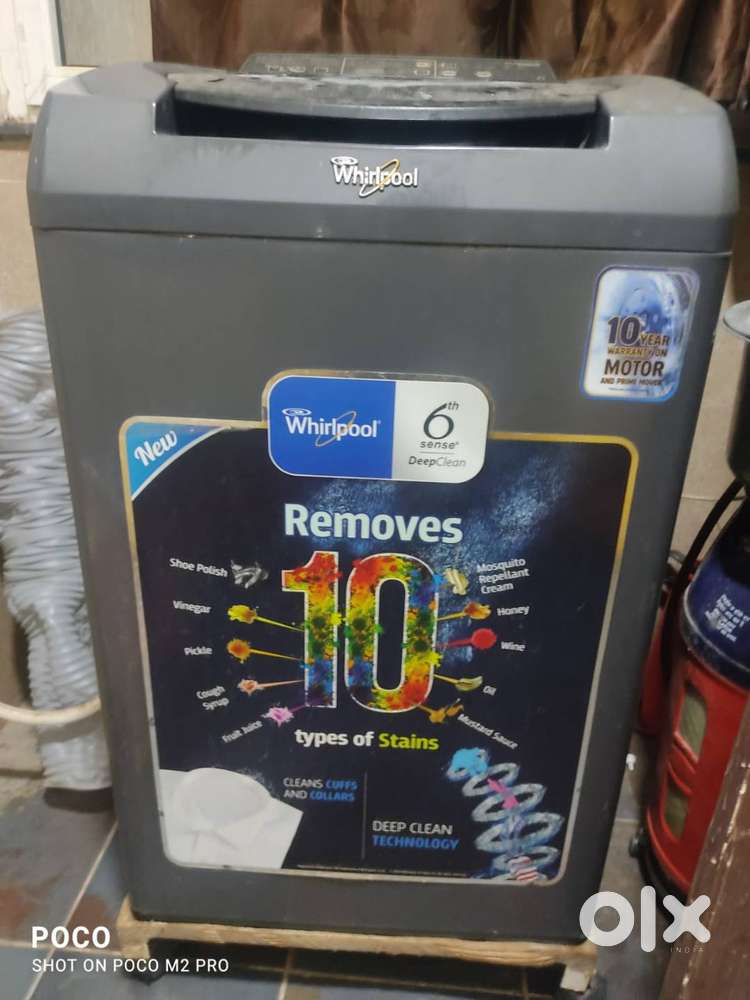 Whirlpool
10 YEAR
WARRANTY ON
MOTOR
AND PRIME MOVER
New
Whirlpool
6th
sense
DeepClean
Removes
10
Shoe Polish
Vinegar
Pickle
Cough
Syrup
Fruit Juice
Mosquito
Repellant
Cream
Honey
Wine
Oil
Mustard Sauce
types of Stains
CLEANS CUFFS
AND COLLARS
DEEP CLEAN
TECHNOLOGY
POCO
SHOT ON POCO M2 PRO
olx
INDIA